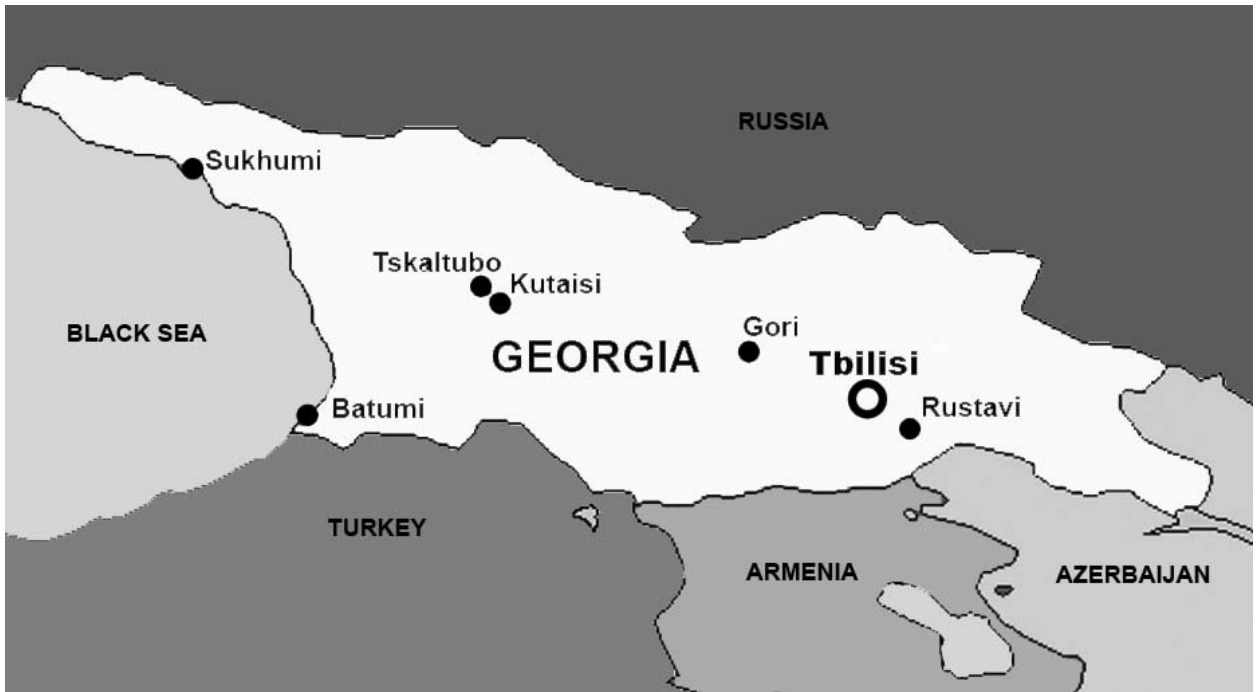 RUSSIA
Sukhumi
Tskaltubo
Kutaisi
BLACK SEA
Gori
GEORGIA
Tbilisi
Batumi
Rustavi
TURKEY
ARMENIA
AZERBAIJAN